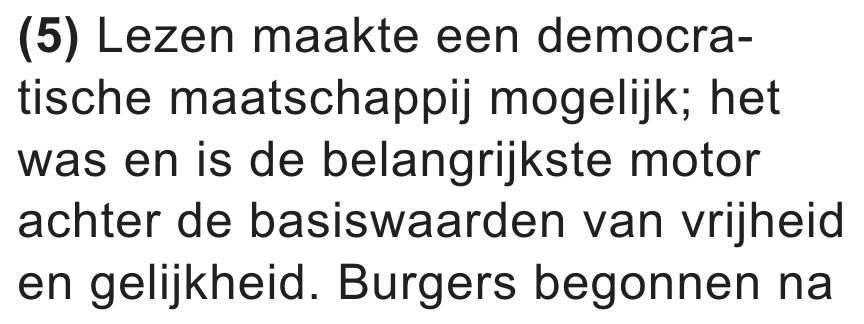 (5) Lezen maakte een democra-
tische maatschappij mogelijk; het
was en is de belangrijkste motor
achter de basiswaarden van vrijheid
en gelijkheid. Burgers begonnen na